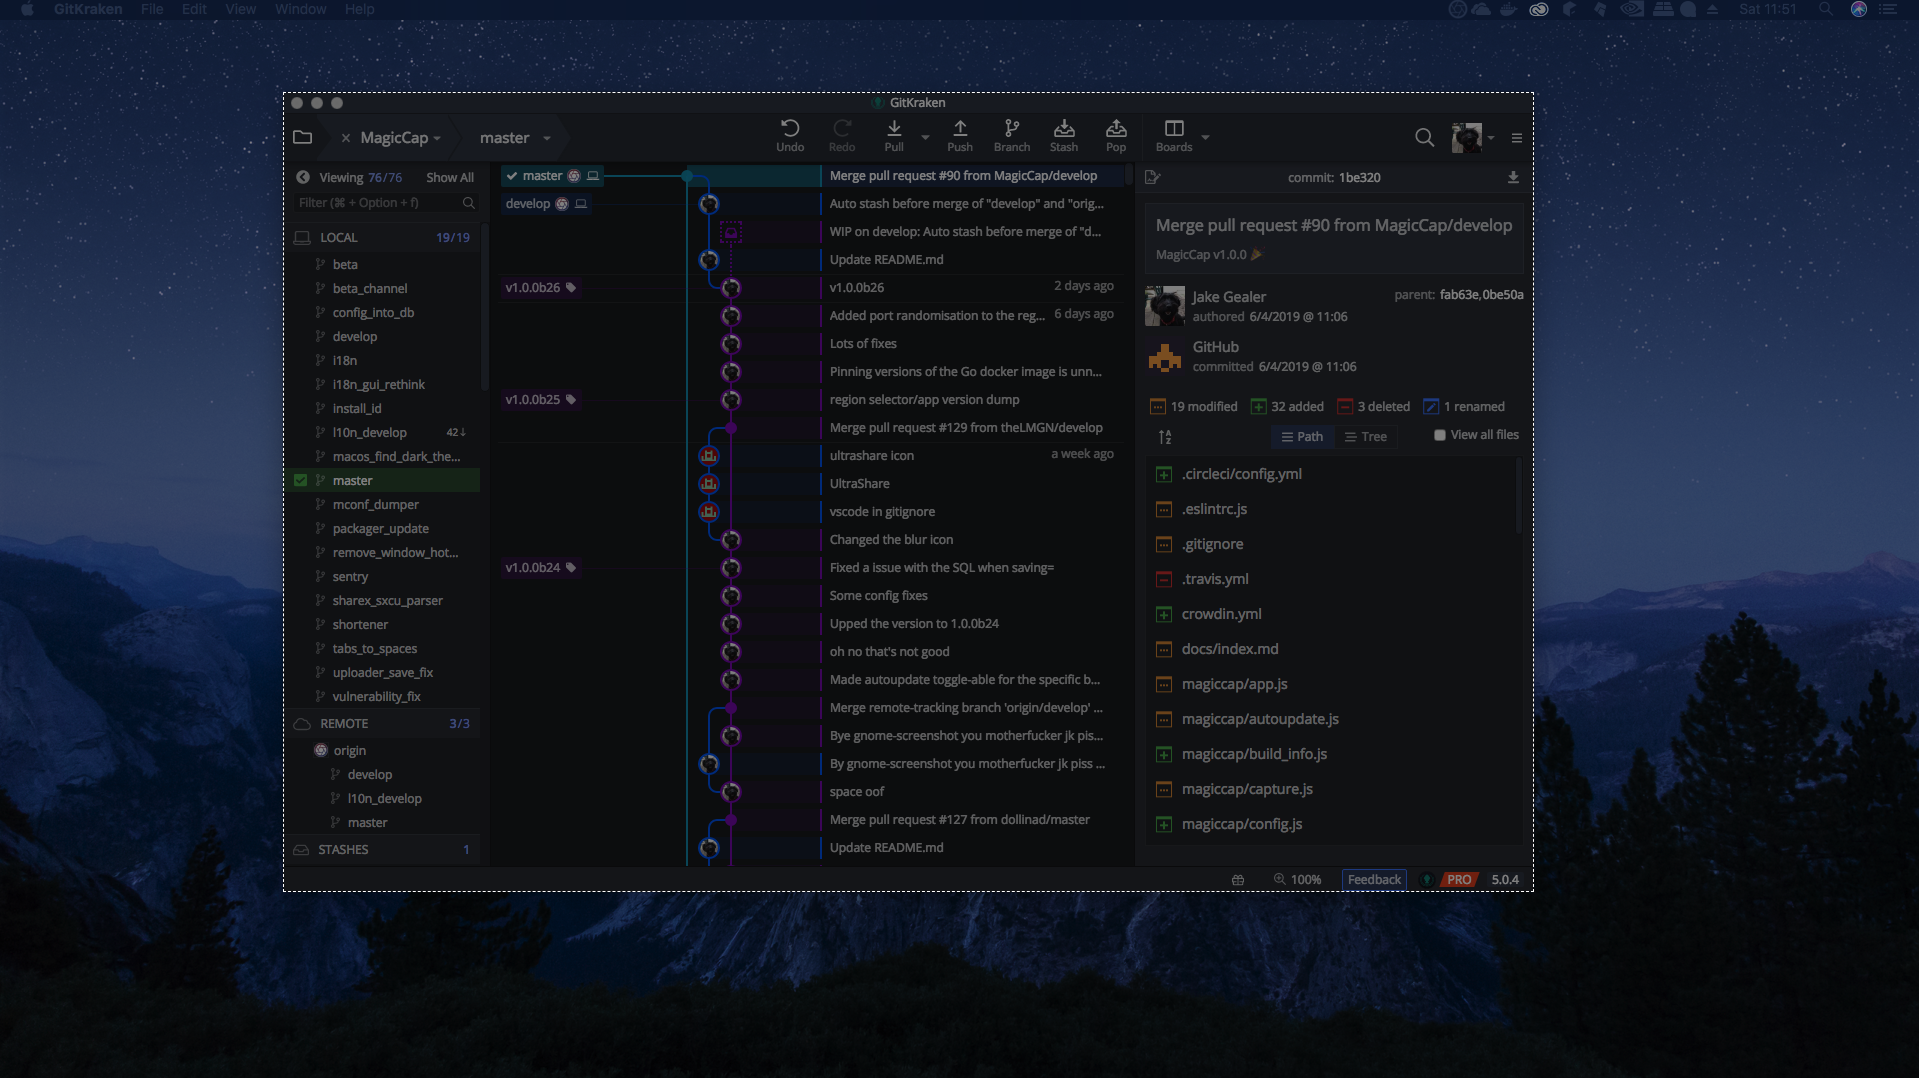 GitKraken File Edit View Window Help
Sat 11:51
GitKraken
MagicCap
master
Undo
Redo
Pull
Push
Branch
Stash
Pop
Boards
Viewing 76/76 Show All
Filter (⌘ + Option + f)
LOCAL 19/19
beta
beta_channel
config_into_db
develop
i18n
i18n_gui_rethink
install_id
l10n_develop 42↓
macos_find_dark_the...
master
mconf_dumper
packager_update
remove_window_hot...
sentry
sharex_sxcu_parser
shortener
tabs_to_spaces
uploader_save_fix
vulnerability_fix
REMOTE 3/3
origin
develop
l10n_develop
master
STASHES 1
master
develop
v1.0.0b26
v1.0.0b25
v1.0.0b24
Merge pull request #90 from MagicCap/develop
Auto stash before merge of "develop" and "orig...
WIP on develop: Auto stash before merge of "d...
Update README.md
v1.0.0b26 2 days ago
Added port randomisation to the reg... 6 days ago
Lots of fixes
Pinning versions of the Go docker image is unn...
region selector/app version dump
Merge pull request #129 from theLMGN/develop
ultrashare icon a week ago
UltraShare
vscode in gitignore
Changed the blur icon
Fixed a issue with the SQL when saving=
Some config fixes
Upped the version to 1.0.0b24
oh no that's not good
Made autoupdate toggle-able for the specific b...
Merge remote-tracking branch 'origin/develop' ...
Bye gnome-screenshot you motherfucker jk pis...
By gnome-screenshot you motherfucker jk piss ...
space oof
Merge pull request #127 from dollinad/master
Update README.md
commit: 1be320
Merge pull request #90 from MagicCap/develop
MagicCap v1.0.0 🎉
Jake Gealer
authored 6/4/2019 @ 11:06
parent: fab63e,0be50a
GitHub
committed 6/4/2019 @ 11:06
19 modified 32 added 3 deleted 1 renamed
Path Tree View all files
.circleci/config.yml
.eslintrc.js
.gitignore
.travis.yml
crowdin.yml
docs/index.md
magiccap/app.js
magiccap/autoupdate.js
magiccap/build_info.js
magiccap/capture.js
magiccap/config.js
100% Feedback PRO 5.0.4